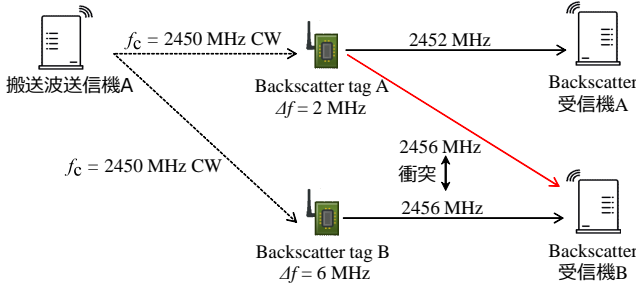 f_c = 2450 MHz CW
2452 MHz
搬送波送信機A
Backscatter tag A
Δf = 2 MHz
Backscatter
受信機A
f_c = 2450 MHz CW
2456 MHz
衝突
2456 MHz
Backscatter tag B
Δf = 6 MHz
Backscatter
受信機B